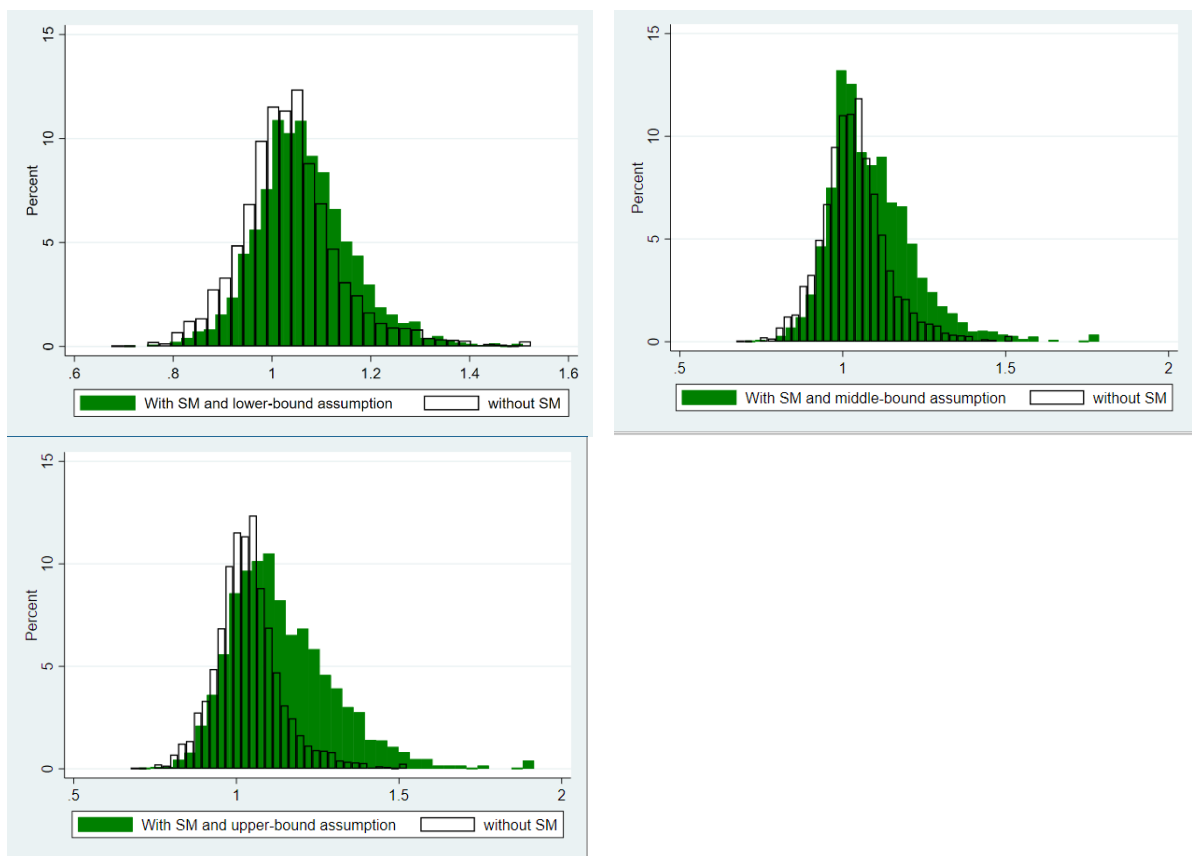 15
10
5
0
Percent
.6 .8 1 1.2 1.4 1.6
With SM and lower-bound assumption without SM
15
10
5
0
Percent
.5 1 1.5 2
With SM and middle-bound assumption without SM
15
10
5
0
Percent
.5 1 1.5 2
With SM and upper-bound assumption without SM